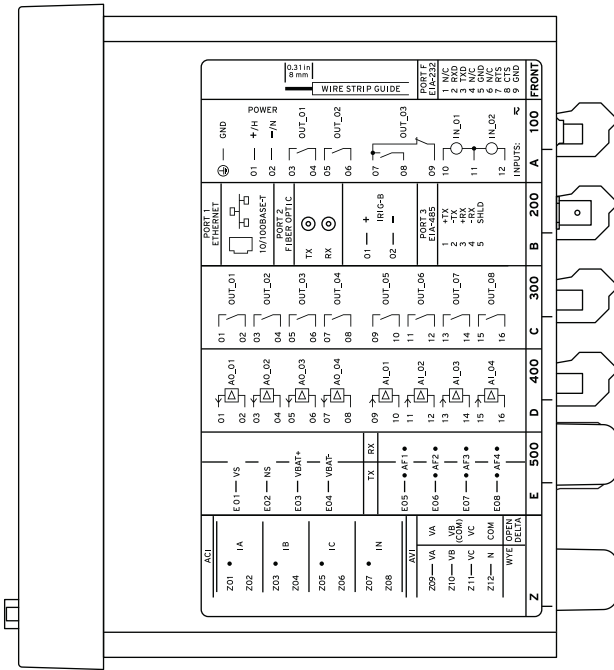 ACI
Z01 • IA
Z02
Z03 • IB
Z04
Z05 • IC
Z06
Z07 • IN
Z08
AVI
Z09 VA VA
Z10 VB VB (COM)
Z11 VC VC
Z12 N COM
WYE OPEN DELTA
Z
E01 VS
E02 NS
E03 VBAT+
E04 VBAT-
TX RX
E05 • AF1 •
E06 • AF2 •
E07 • AF3 •
E08 • AF4 •
E 500
01
AO_01
02
03
AO_02
04
05
AO_03
06
07
AO_04
08
09
AI_01
10
11
AI_02
12
13
AI_03
14
15
AI_04
16
D 400
01
OUT_01
02
03
OUT_02
04
05
OUT_03
06
07
OUT_04
08
09
OUT_05
10
11
OUT_06
12
13
OUT_07
14
15
OUT_08
16
C 300
PORT 1
ETHERNET
10/100BASE-T
PORT 2
FIBER OPTIC
TX
RX
01 +
IRIG-B
02 −
PORT 3
EIA-485
1 +TX
2 -TX
3 +RX
4 -RX
5 SHLD
B 200
GND
POWER
01 +/H
02 −/N
03
OUT_01
04
05
OUT_02
06
07
08
OUT_03
09
10
IN_01
11
IN_02
12
INPUTS:
A 100
0.31 in
8 mm
WIRE STRIP GUIDE
PORT F
EIA-232
1 N/C
2 RXD
3 TXD
4 N/C
5 GND
6 N/C
7 RTS
8 CTS
9 GND
FRONT